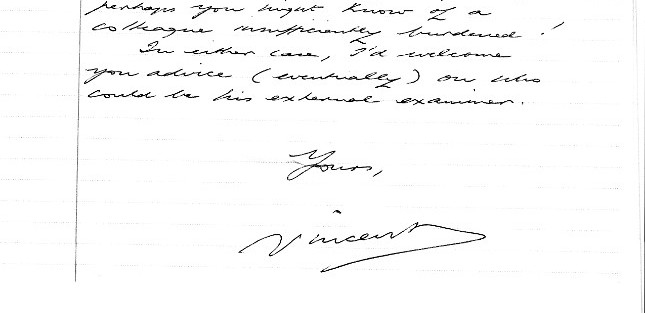 perhaps you might know of a
colleague insufficiently burdened!
In either case, I'd welcome
you advice (eventually) on who
could be his external examiner.
Yours,
Vincent